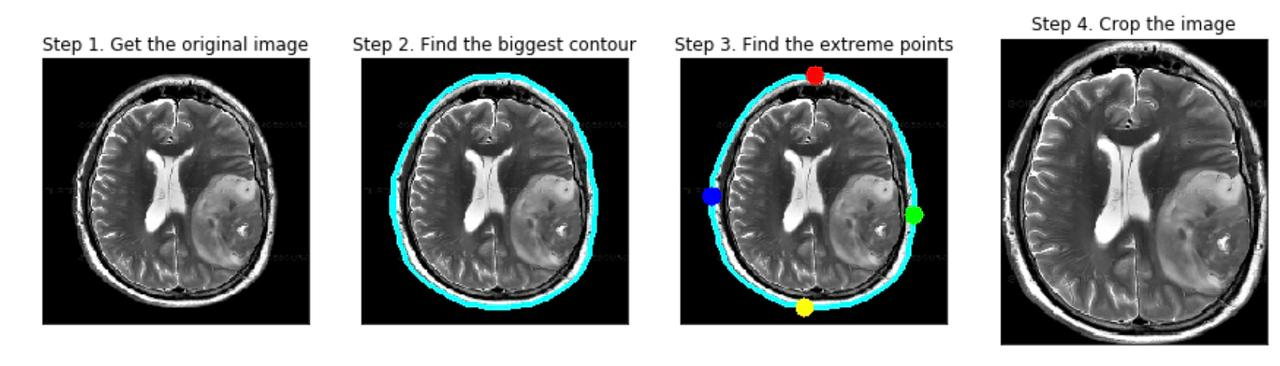 Step 1. Get the original image
Step 2. Find the biggest contour
Step 3. Find the extreme points
Step 4. Crop the image